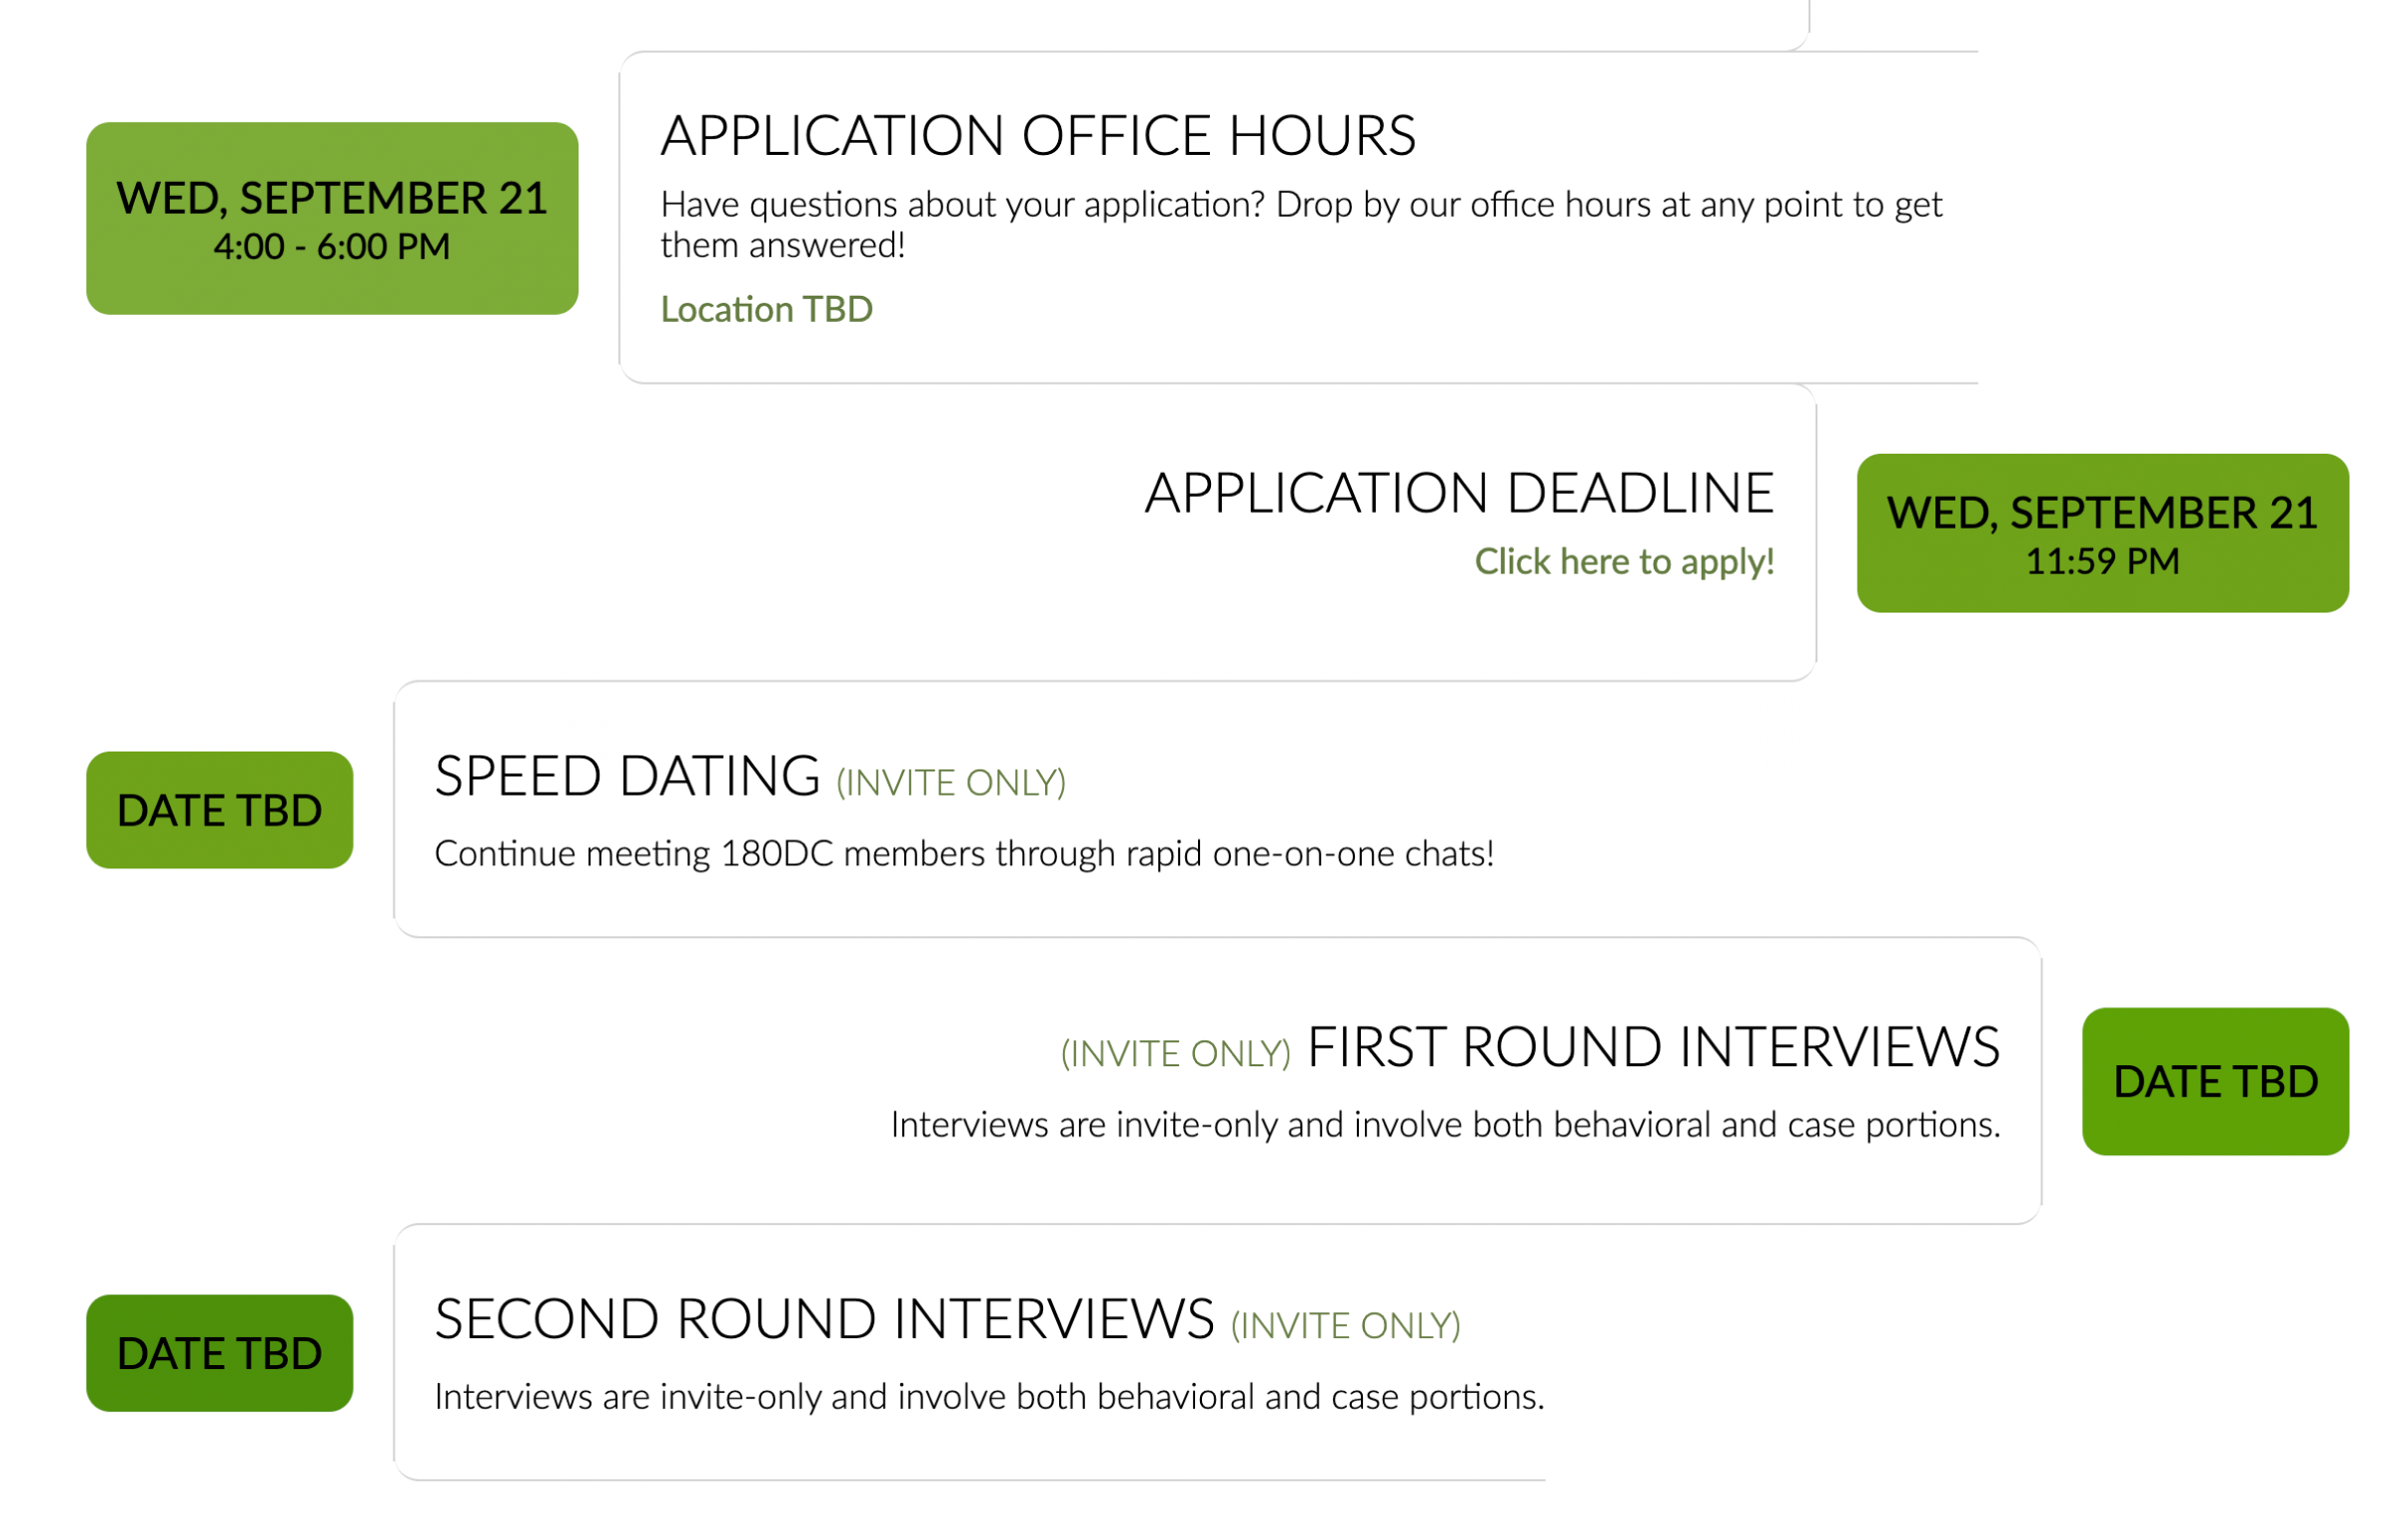 WED, SEPTEMBER 21
4:00 - 6:00 PM
APPLICATION OFFICE HOURS
Have questions about your application? Drop by our office hours at any point to get
them answered!
Location TBD
APPLICATION DEADLINE
Click here to apply!
WED, SEPTEMBER 21
11:59 PM
DATE TBD
SPEED DATING (INVITE ONLY)
Continue meeting 180DC members through rapid one-on-one chats!
(INVITE ONLY) FIRST ROUND INTERVIEWS
Interviews are invite-only and involve both behavioral and case portions.
DATE TBD
DATE TBD
SECOND ROUND INTERVIEWS (INVITE ONLY)
Interviews are invite-only and involve both behavioral and case portions.